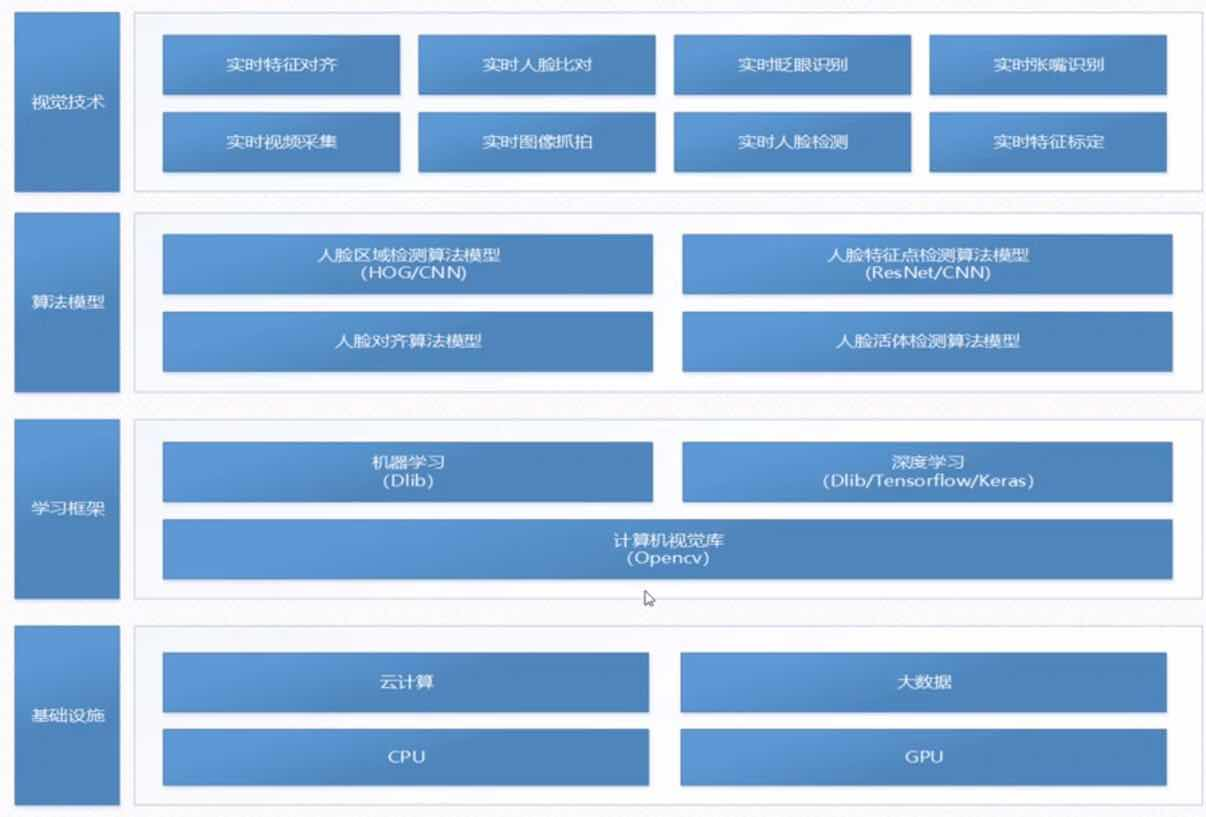 视觉技术
实时特征对齐
实时人脸比对
实时眨眼识别
实时张嘴识别
实时视频采集
实时图像抓拍
实时人脸检测
实时特征标定
算法模型
人脸区域检测算法模型
(HOG/CNN)
人脸特征点检测算法模型
(ResNet/CNN)
人脸对齐算法模型
人脸活体检测算法模型
学习框架
机器学习
(Dlib)
深度学习
(Dlib/Tensorflow/Keras)
计算机视觉库
(Opencv)
基础设施
云计算
大数据
CPU
GPU